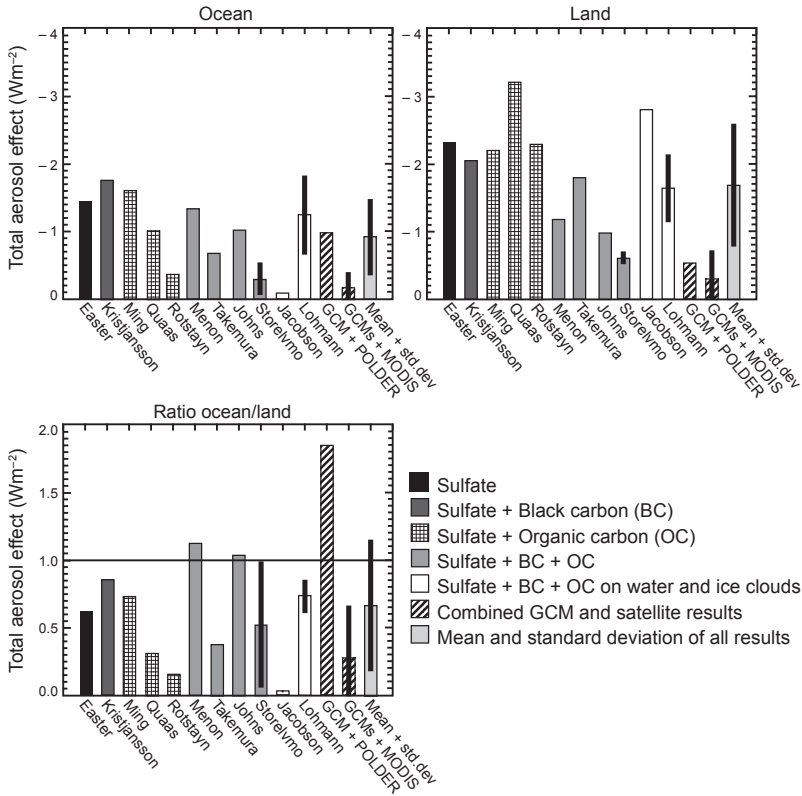 Ocean
Total aerosol effect (Wm−2)
− 4
− 3
− 2
− 1
0
Easter
Kristjansson
Ming
Quaas
Rotstayn
Menon
Takemura
Johns
Storelvmo
Jacobson
Lohmann
GCM + POLDER
GCMs + MODIS
Mean + std.dev
Land
− 4
− 3
− 2
− 1
0
Easter
Kristjansson
Ming
Quaas
Rotstayn
Menon
Takemura
Johns
Storelvmo
Jacobson
Lohmann
GCM + POLDER
GCMs + MODIS
Mean + std.dev
Ratio ocean/land
Total aerosol effect (Wm−2)
2.0
1.5
1.0
0.5
0.0
Easter
Kristjansson
Ming
Quaas
Rotstayn
Menon
Takemura
Johns
Storelvmo
Jacobson
Lohmann
GCM + POLDER
GCMs + MODIS
Mean + std.dev
Sulfate
Sulfate + Black carbon (BC)
Sulfate + Organic carbon (OC)
Sulfate + BC + OC
Sulfate + BC + OC on water and ice clouds
Combined GCM and satellite results
Mean and standard deviation of all results